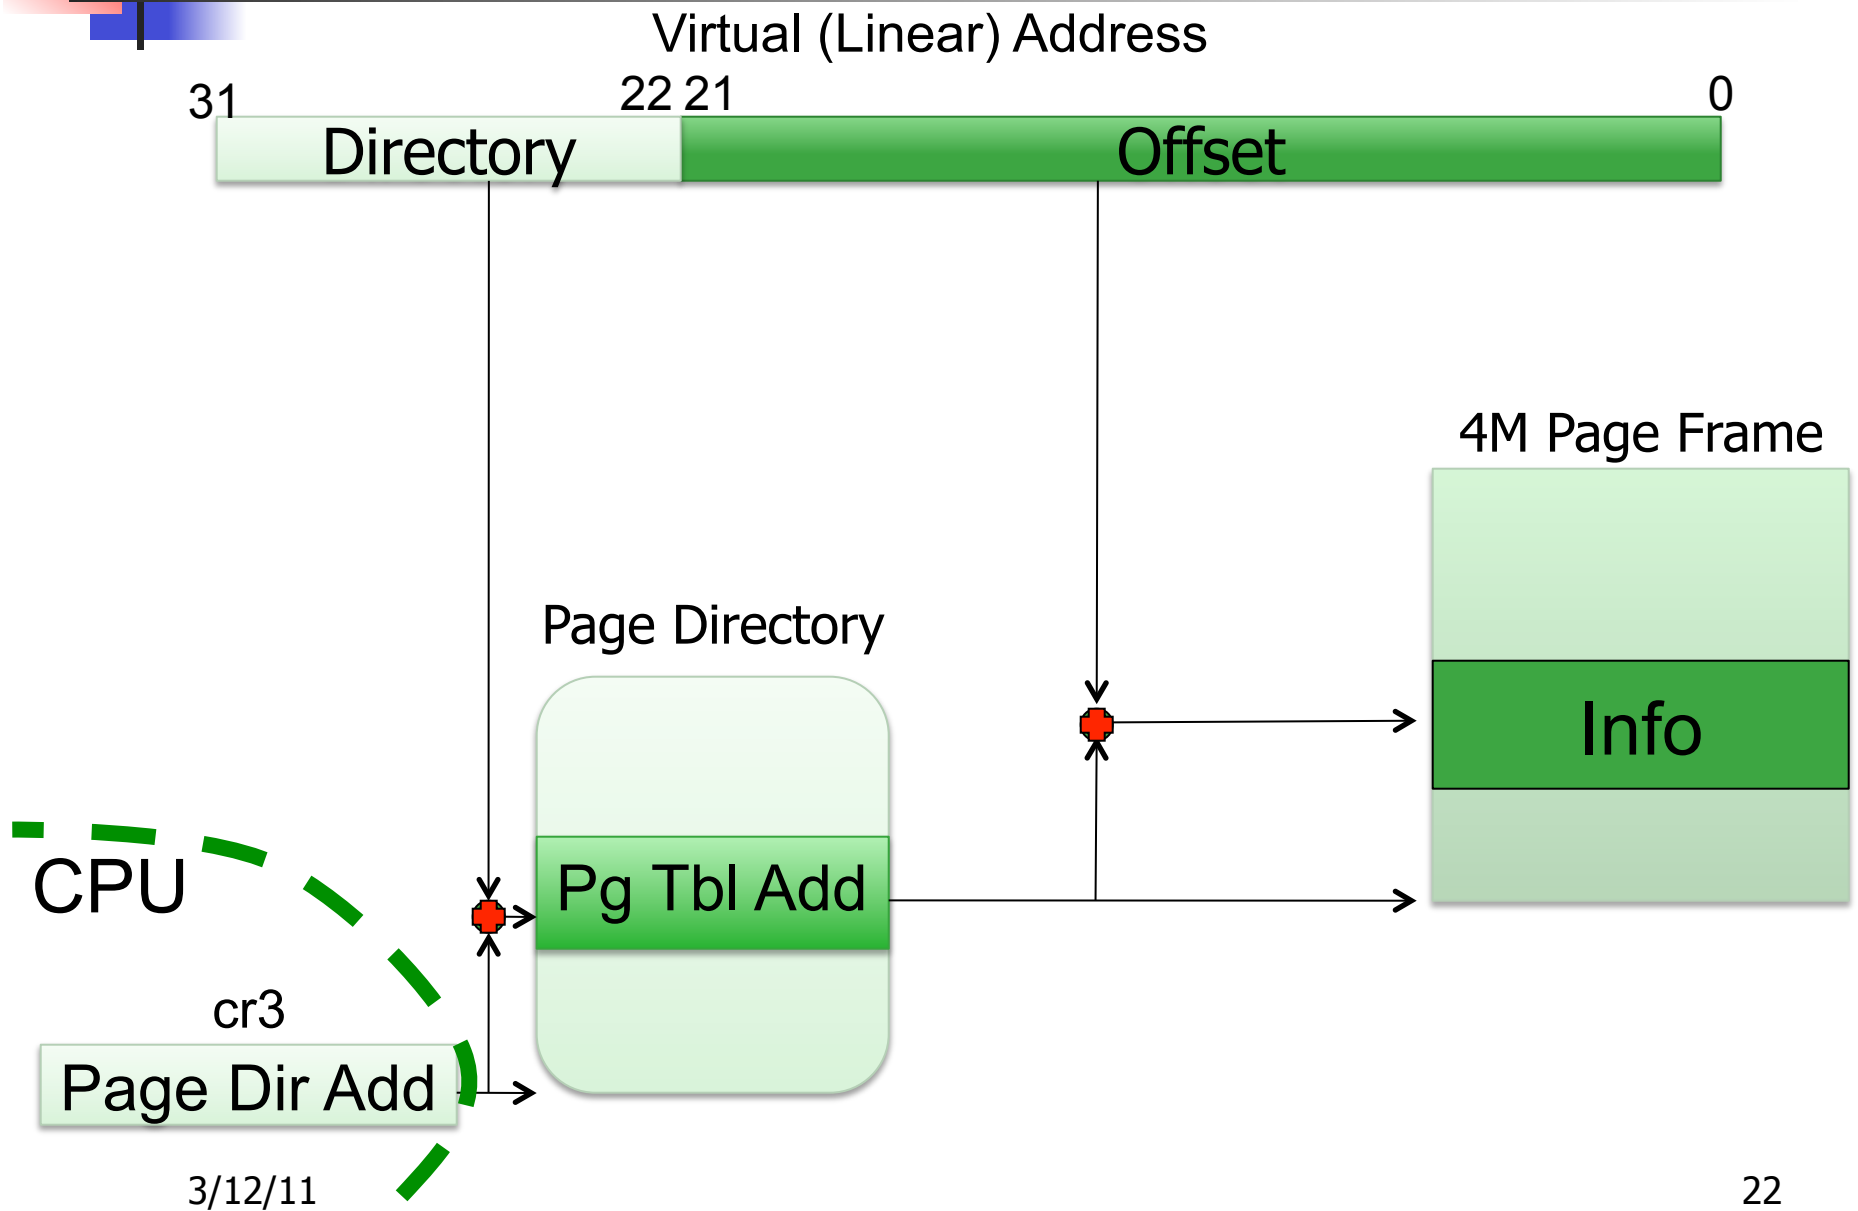 Virtual (Linear) Address
31 22 21 0
Directory Offset
4M Page Frame
Page Directory
Info
CPU
Pg Tbl Add
cr3
Page Dir Add
3/12/11 22